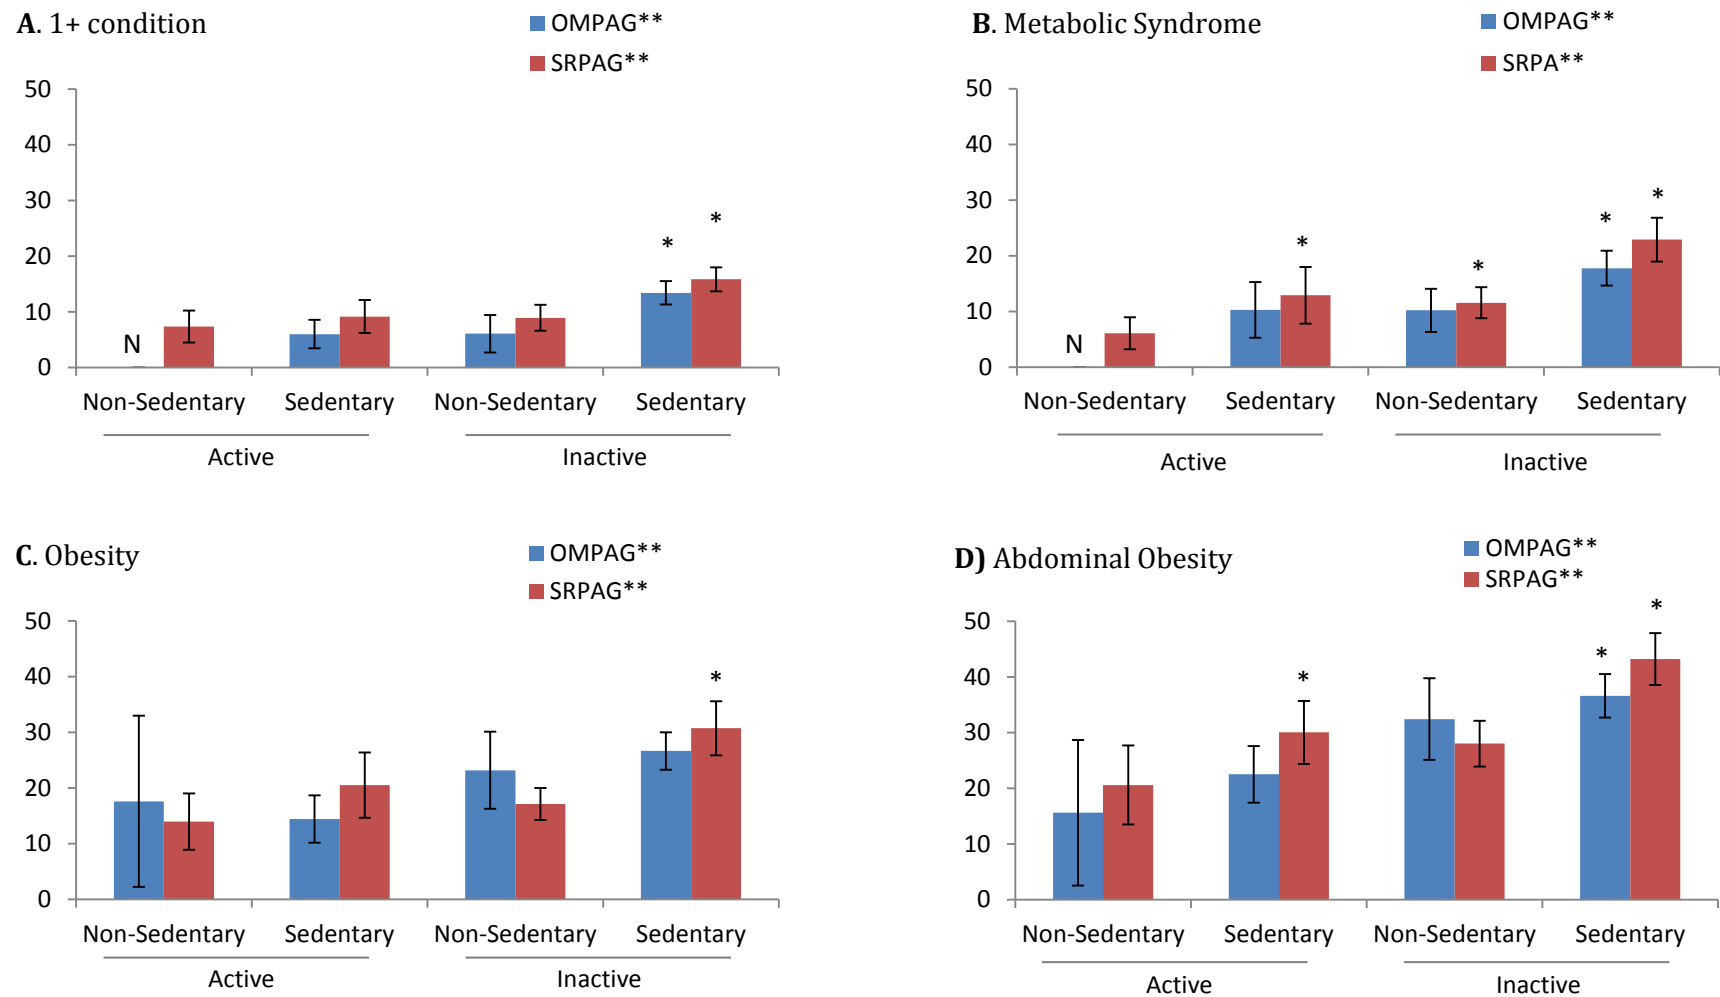 A. 1+ condition
OMPAG**
SRPAG**
50
40
30
20
10
0
N
*
*
Non-Sedentary Sedentary Non-Sedentary Sedentary
Active Inactive
B. Metabolic Syndrome
OMPAG**
SRPA**
50
40
30
20
10
0
N
*
*
*
*
Non-Sedentary Sedentary Non-Sedentary Sedentary
Active Inactive
C. Obesity
OMPAG**
SRPAG**
50
40
30
20
10
0
*
Non-Sedentary Sedentary Non-Sedentary Sedentary
Active Inactive
D) Abdominal Obesity
OMPAG**
SRPAG**
50
40
30
20
10
0
*
*
*
Non-Sedentary Sedentary Non-Sedentary Sedentary
Active Inactive